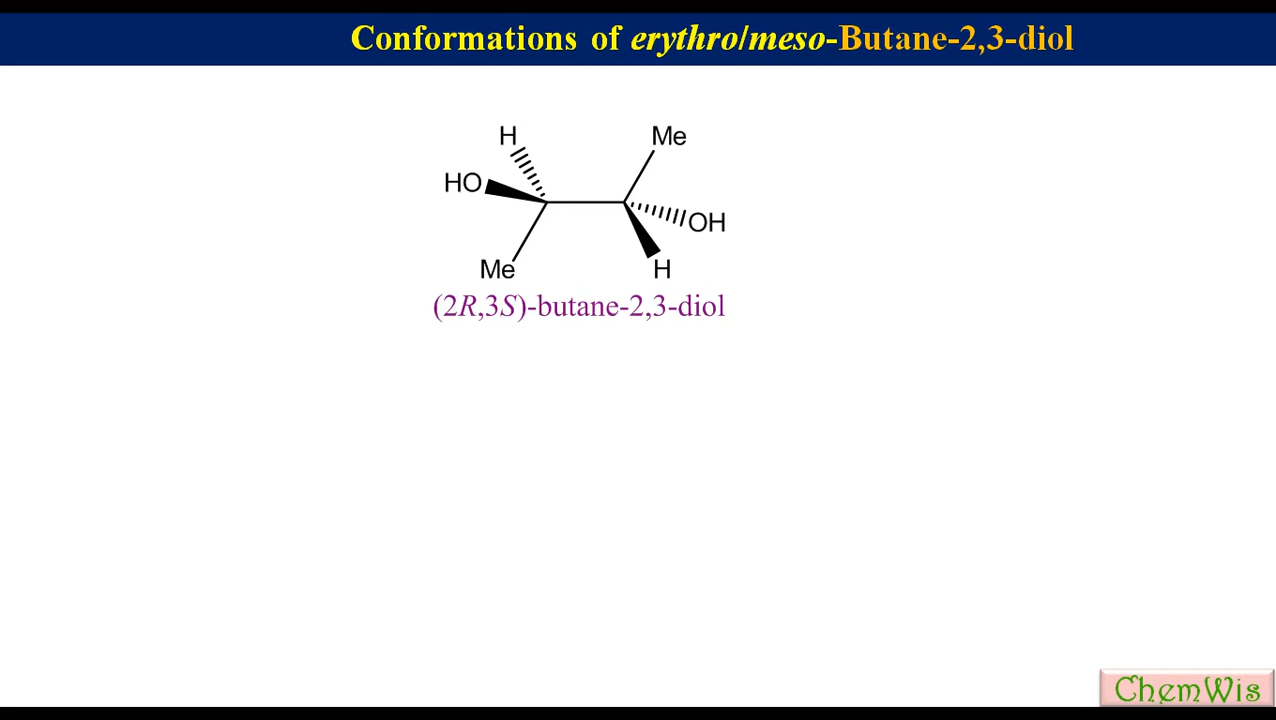 Conformations of erythro/meso-Butane-2,3-diol
H
Me
HO
OH
Me
H
(2R,3S)-butane-2,3-diol
ChemWis